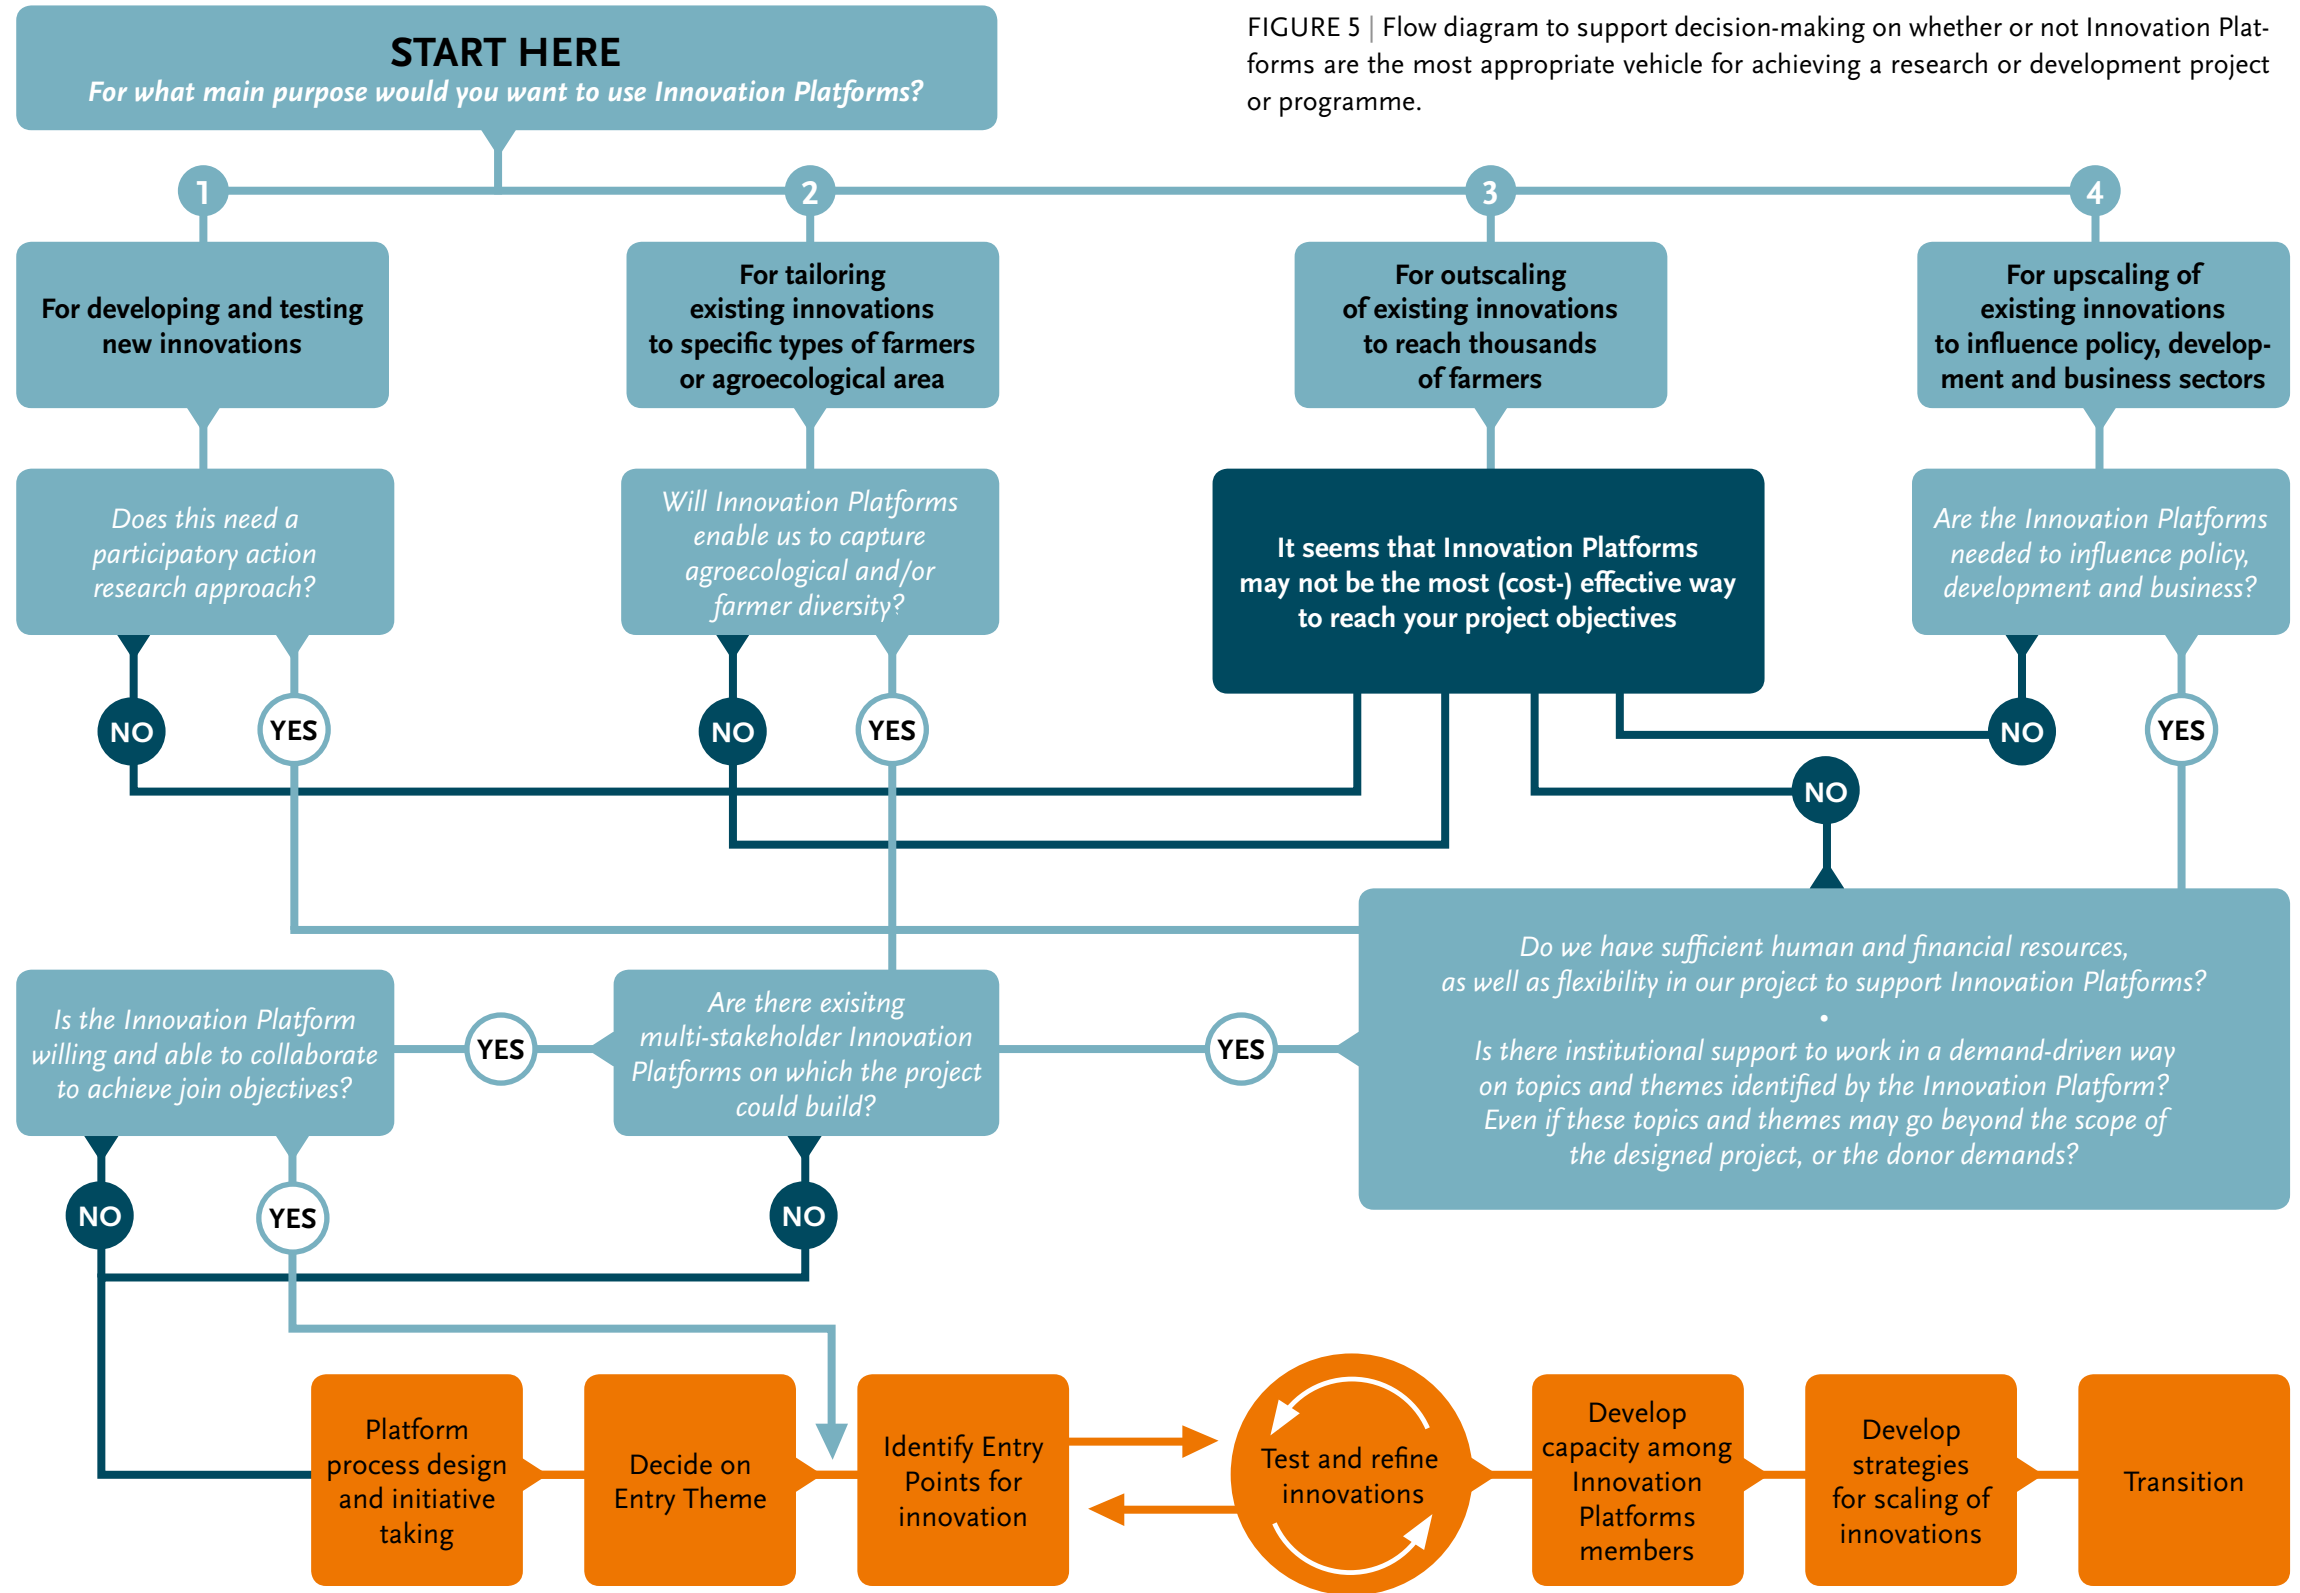 START HERE
For what main purpose would you want to use Innovation Platforms?
FIGURE 5 | Flow diagram to support decision-making on whether or not Innovation Plat-
forms are the most appropriate vehicle for achieving a research or development project
or programme.
1
2
3
4
For developing and testing
new innovations
For tailoring
existing innovations
to specific types of farmers
or agroecological area
For outscaling
of existing innovations
to reach thousands
of farmers
For upscaling of
existing innovations
to influence policy, develop-
ment and business sectors
Does this need a
participatory action
research approach?
Will Innovation Platforms
enable us to capture
agroecological and/or
farmer diversity?
It seems that Innovation Platforms
may not be the most (cost-) effective way
to reach your project objectives
Are the Innovation Platforms
needed to influence policy,
development and business?
NO
YES
NO
YES
NO
YES
NO
Is the Innovation Platform
willing and able to collaborate
to achieve join objectives?
YES
Are there exisitng
multi-stakeholder Innovation
Platforms on which the project
could build?
YES
Do we have sufficient human and financial resources,
as well as flexibility in our project to support Innovation Platforms?
•
Is there institutional support to work in a demand-driven way
on topics and themes identified by the Innovation Platform?
Even if these topics and themes may go beyond the scope of
the designed project, or the donor demands?
NO
YES
NO
Platform
process design
and initiative
taking
Decide on
Entry Theme
Identify Entry
Points for
innovation
Test and refine
innovations
Develop
capacity among
Innovation
Platforms
members
Develop
strategies
for scaling of
innovations
Transition